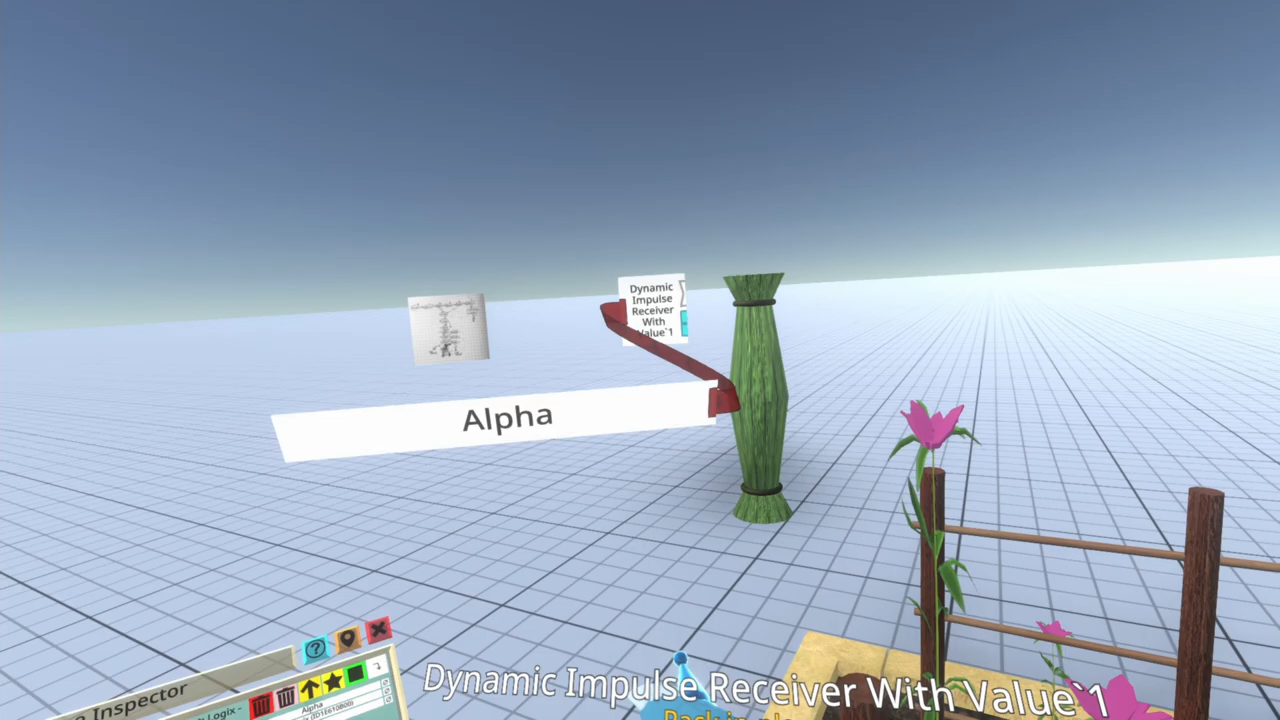 Dynamic
Impulse
Receiver
With
Value`1
Alpha
Inspector
Alpha
Dynamic Impulse Receiver With Value`1